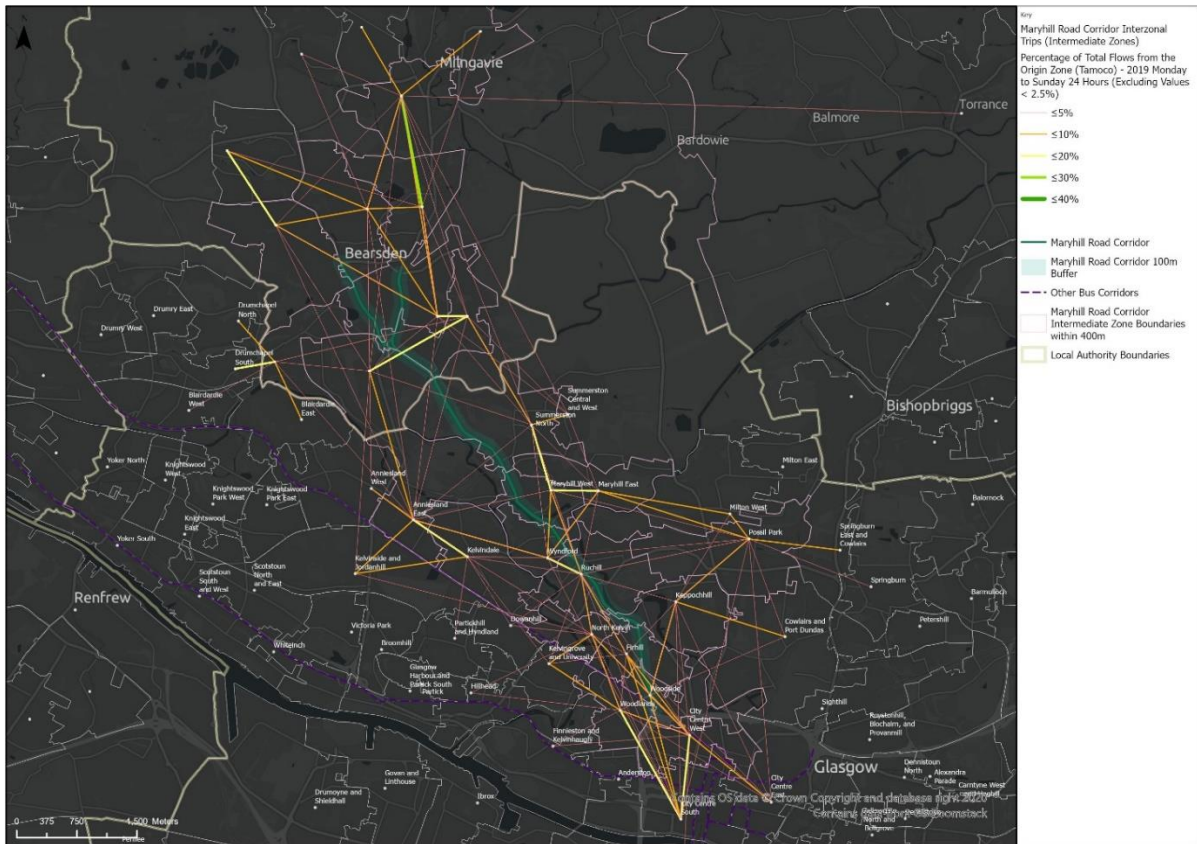 Key
Maryhill Road Corridor Interzonal
Trips (Intermediate Zones)
Percentage of Total Flows from the
Origin Zone (Tamoco) - 2019 Monday
to Sunday 24 Hours (Excluding Values
< 2.5%)
≤5%
≤10%
≤20%
≤30%
≤40%
Maryhill Road Corridor
Maryhill Road Corridor 100m
Buffer
Other Bus Corridors
Maryhill Road Corridor
Intermediate Zone Boundaries
within 400m
Local Authority Boundaries
Milngavie
Torrance
Balmore
Bardowie
Bearsden
Drumry East
Drumchapel
North
Drumry West
Drumchapel
South
Blairdardie
West
Blairdardie
East
Summerston
Central
and West
Summerston
North
Bishopbriggs
Yoker North
Knightswood
West
Knightswood
Park West
Knightswood
Park East
Anniesland
West
Maryhill West
Maryhill East
Milton East
Balornock
Knightswood
East
Anniesland
East
Milton West
Possil Park
Springburn
East and
Cowlairs
Yoker South
Kelvindale
Wyndford
Ruchill
Kelvinside and
Jordanhill
Scotstoun
South
and West
Scotstoun
North
and East
Springburn
Barmulloch
Renfrew
Keppochhill
Petershill
Cowlairs and
Port Dundas
Victoria Park
Partickhill
and Hyndland
Dowanhill
North Kelvin
Whiteinch
Broomhill
Kelvingrove
and University
Firhill
Glasgow
Harbour and
Partick South
Partick
Hillhead
Woodside
Woodlands
City
Centre
West
Sighthill
Roystonhill,
Blochairn, and
Provanmill
Finnieston and
Kelvinhaugh
Anderston
Glasgow
City
Centre
East
Dennistoun
North
Alexandra
Parade
Carntyne West
Govan and
Linthouse
Drumoyne and
Shieldhall
Ibrox
City Centre
South
Contains OS data © Crown Copyright and database right 2020
0 375 750 1,500 Meters